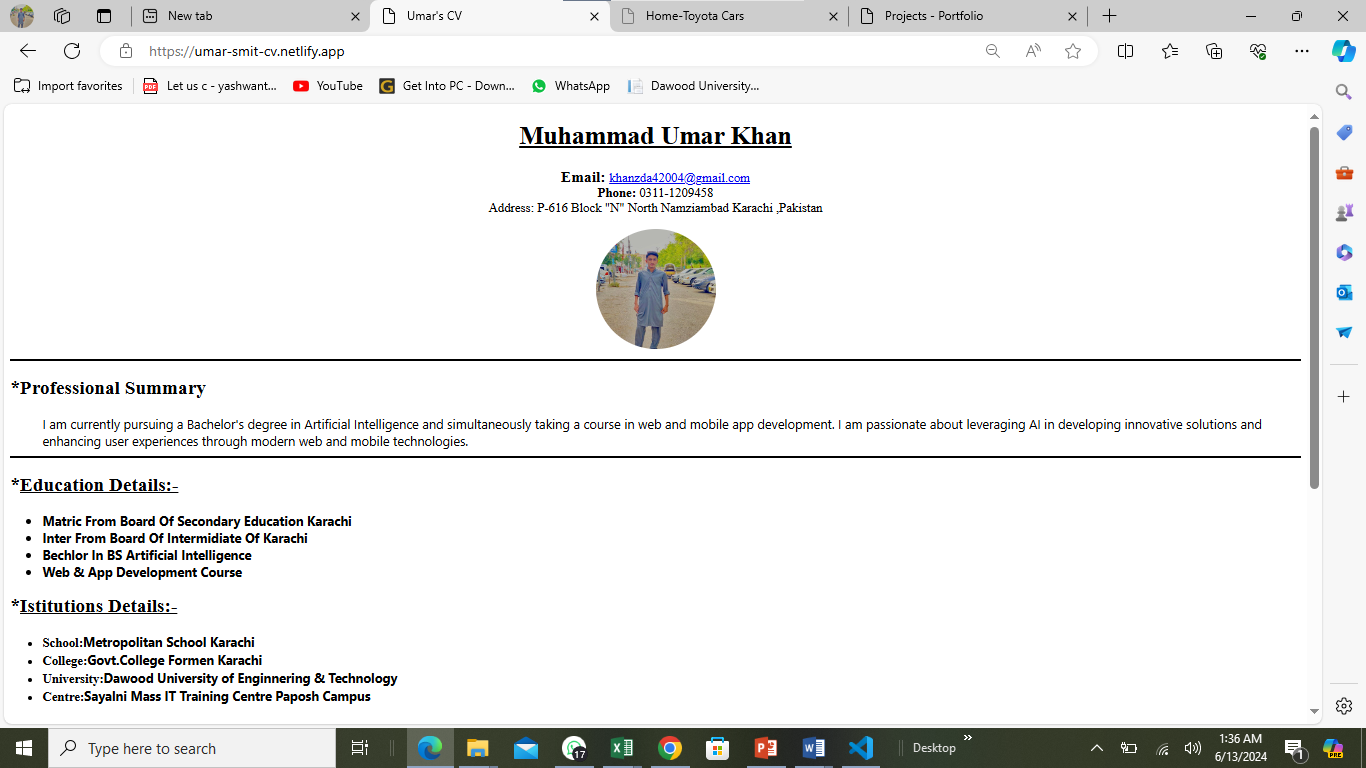 New tab
Umar's CV
Home-Toyota Cars
Projects - Portfolio
https://umar-smit-cv.netlify.app
Import favorites
Let us c - yashwant...
YouTube
Get Into PC - Down...
WhatsApp
Dawood University...
Muhammad Umar Khan
Email: khanzda42004@gmail.com
Phone: 0311-1209458
Address: P-616 Block "N" North Namziambad Karachi ,Pakistan
*Professional Summary
I am currently pursuing a Bachelor's degree in Artificial Intelligence and simultaneously taking a course in web and mobile app development. I am passionate about leveraging AI in developing innovative solutions and
enhancing user experiences through modern web and mobile technologies.
*Education Details:-
• Matric From Board Of Secondary Education Karachi
• Inter From Board Of Intermidiate Of Karachi
• Bechlor In BS Artificial Intelligence
• Web & App Development Course
*Istitutions Details:-
• School:Metropolitan School Karachi
• College:Govt.College Formen Karachi
• University:Dawood University of Enginnering & Technology
• Centre:Sayalni Mass IT Training Centre Paposh Campus
Type here to search
17
Desktop
1:36 AM
6/13/2024
1
PRE